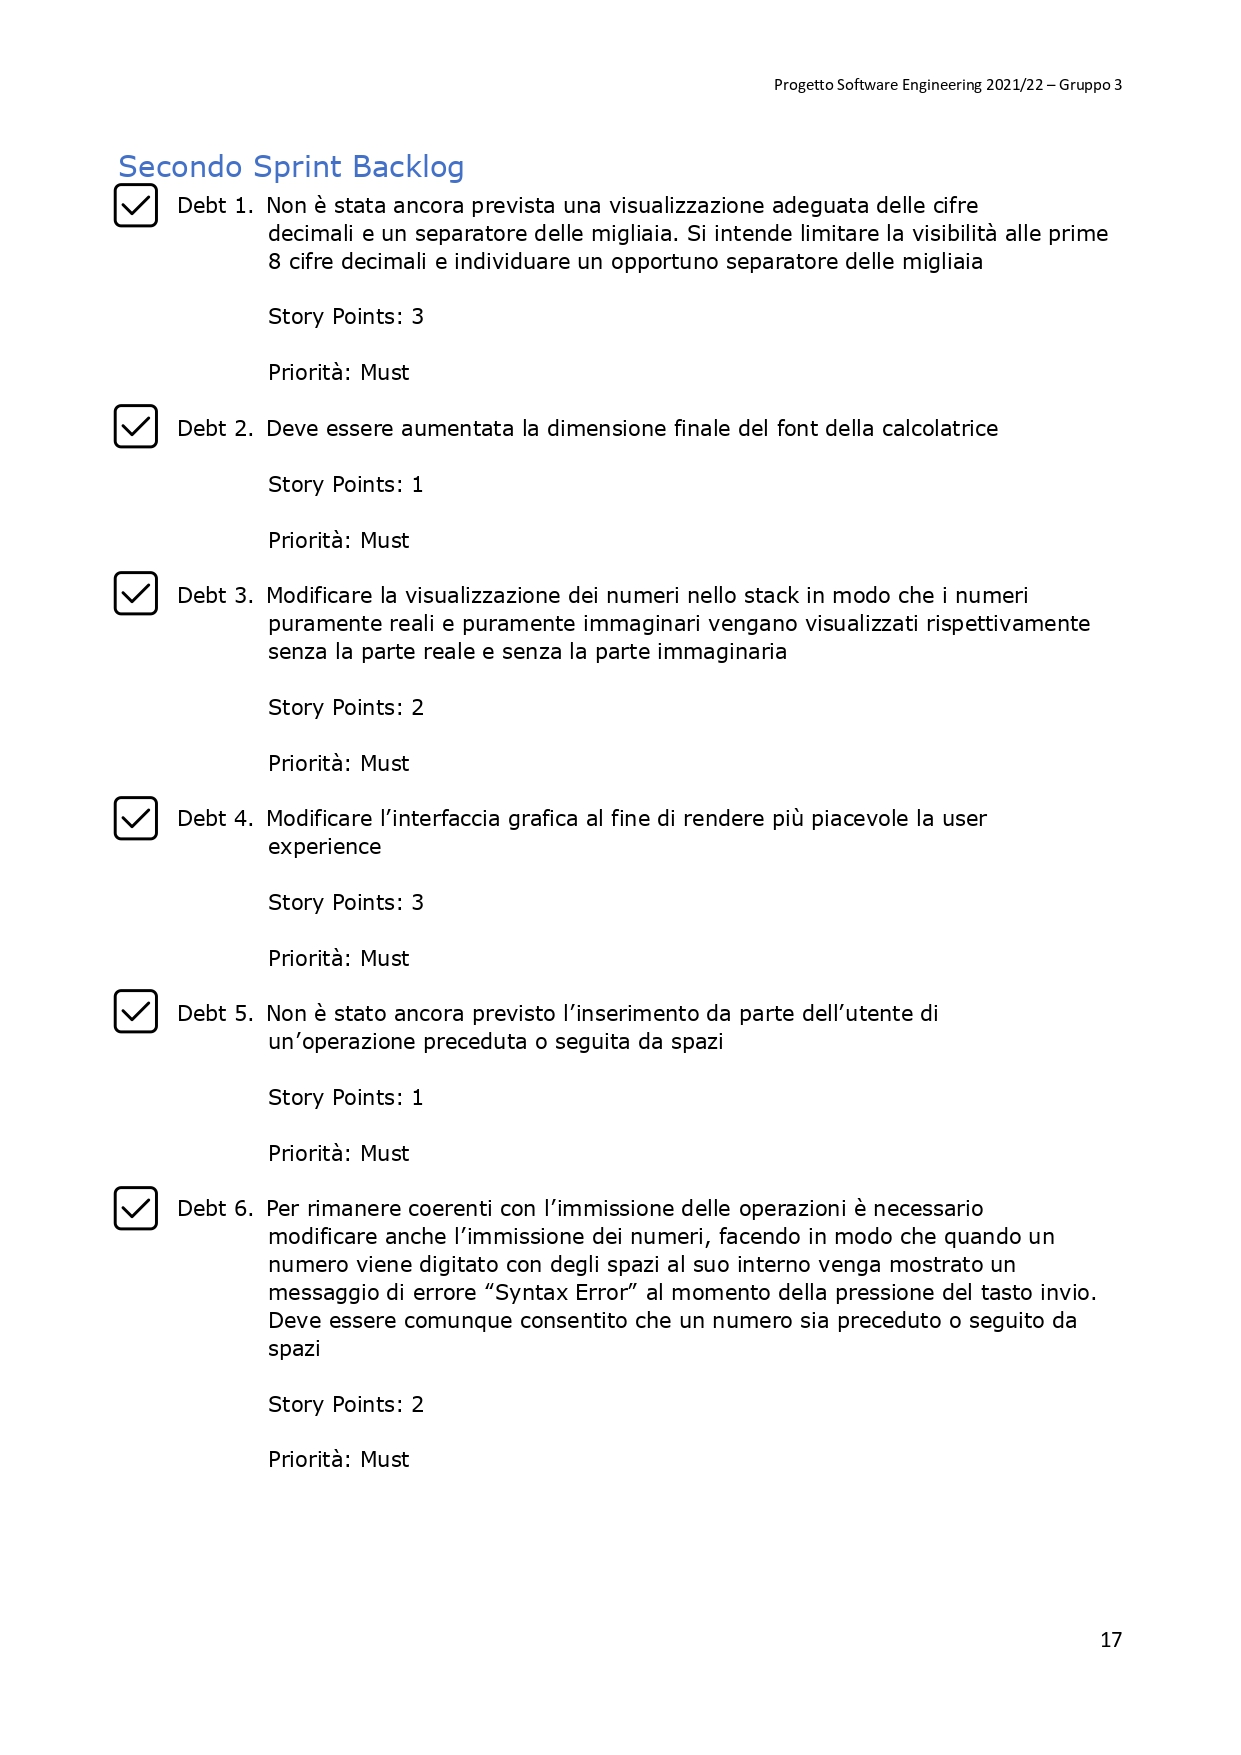 Progetto Software Engineering 2021/22 – Gruppo 3
Secondo Sprint Backlog
Debt 1. Non è stata ancora prevista una visualizzazione adeguata delle cifre
decimali e un separatore delle migliaia. Si intende limitare la visibilità alle prime
8 cifre decimali e individuare un opportuno separatore delle migliaia
Story Points: 3
Priorità: Must
Debt 2. Deve essere aumentata la dimensione finale del font della calcolatrice
Story Points: 1
Priorità: Must
Debt 3. Modificare la visualizzazione dei numeri nello stack in modo che i numeri
puramente reali e puramente immaginari vengano visualizzati rispettivamente
senza la parte reale e senza la parte immaginaria
Story Points: 2
Priorità: Must
Debt 4. Modificare l’interfaccia grafica al fine di rendere più piacevole la user
experience
Story Points: 3
Priorità: Must
Debt 5. Non è stato ancora previsto l’inserimento da parte dell’utente di
un’operazione preceduta o seguita da spazi
Story Points: 1
Priorità: Must
Debt 6. Per rimanere coerenti con l’immissione delle operazioni è necessario
modificare anche l’immissione dei numeri, facendo in modo che quando un
numero viene digitato con degli spazi al suo interno venga mostrato un
messaggio di errore “Syntax Error” al momento della pressione del tasto invio.
Deve essere comunque consentito che un numero sia preceduto o seguito da
spazi
Story Points: 2
Priorità: Must
17